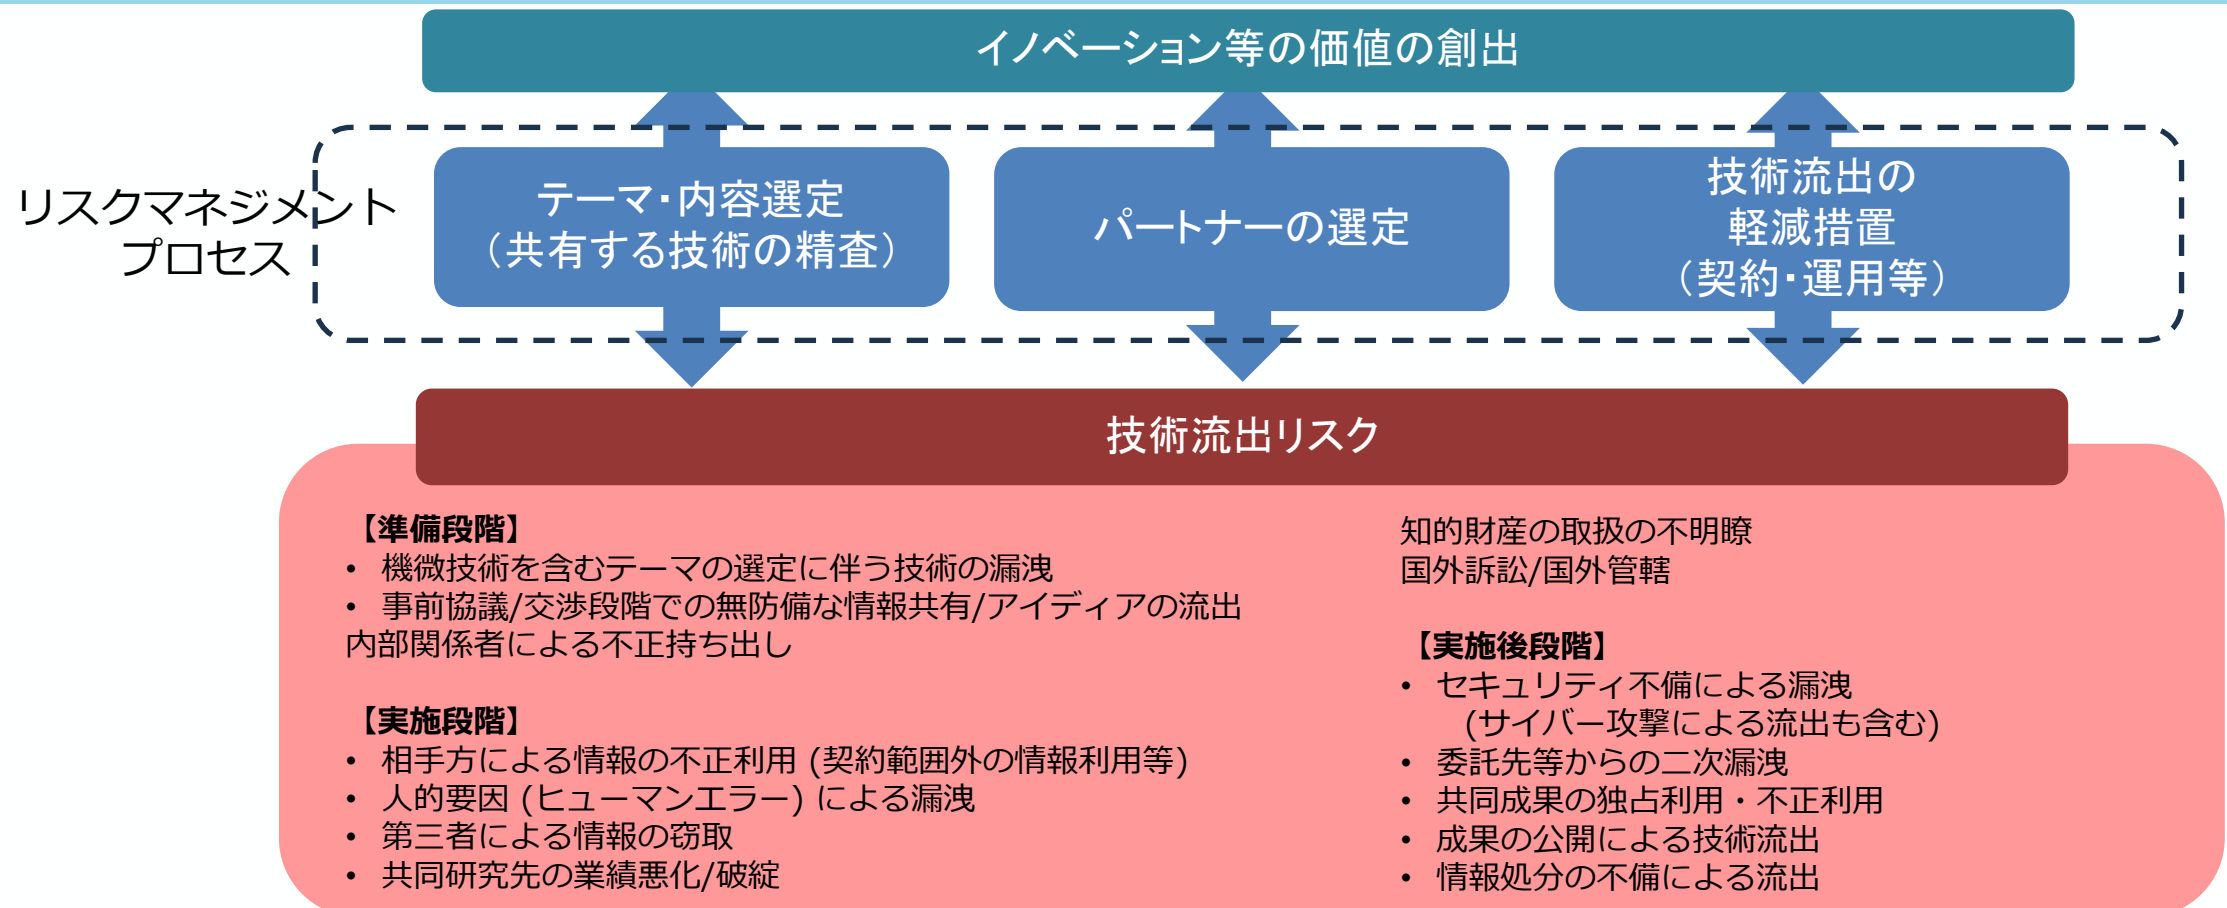 イノベーション等の価値の創出
リスクマネジメント
プロセス
テーマ・内容選定
（共有する技術の精査）
パートナーの選定
技術流出の
軽減措置
（契約・運用等）
技術流出リスク
【準備段階】
• 機微技術を含むテーマの選定に伴う技術の漏洩
• 事前協議/交渉段階での無防備な情報共有/アイディアの流出
内部関係者による不正持ち出し
【実施段階】
• 相手方による情報の不正利用 (契約範囲外の情報利用等)
• 人的要因 (ヒューマンエラー) による漏洩
• 第三者による情報の窃取
• 共同研究先の業績悪化/破綻
知的財産の取扱の不明瞭
国外訴訟/国外管轄
【実施後段階】
• セキュリティ不備による漏洩
(サイバー攻撃による流出も含む)
• 委託先等からの二次漏洩
• 共同成果の独占利用・不正利用
• 成果の公開による技術流出
• 情報処分の不備による流出